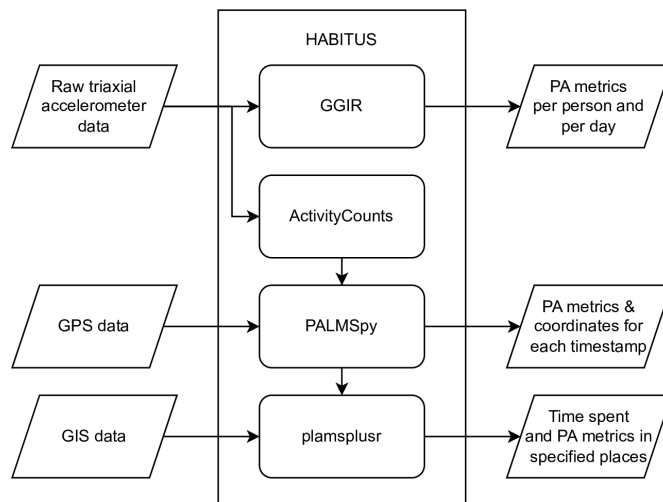 HABITUS
Raw triaxial
accelerometer
data
GGIR
PA metrics
per person and
per day
ActivityCounts
GPS data
PALMSpy
PA metrics &
coordinates for
each timestamp
GIS data
plamsplusr
Time spent
and PA metrics in
specified places